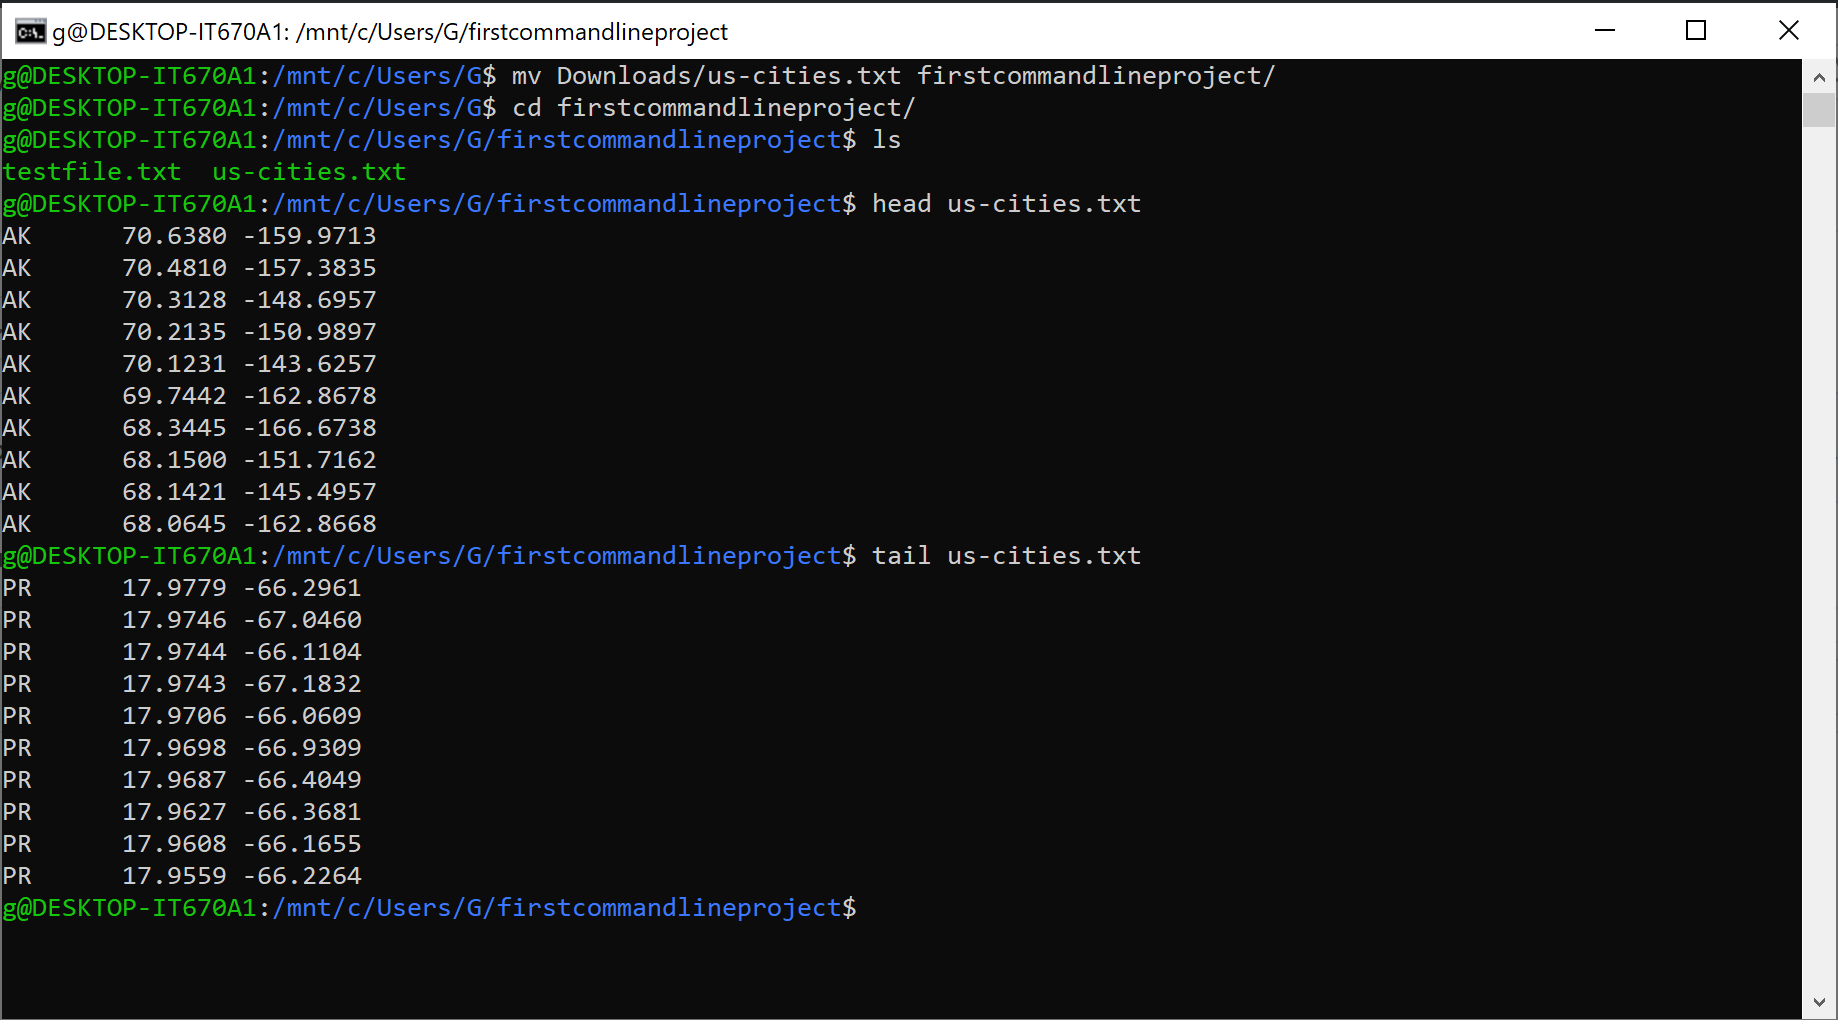 g@DESKTOP-IT670A1: /mnt/c/Users/G/firstcommandlineproject
g@DESKTOP-IT670A1:/mnt/c/Users/G$ mv Downloads/us-cities.txt firstcommandlineproject/
g@DESKTOP-IT670A1:/mnt/c/Users/G$ cd firstcommandlineproject/
g@DESKTOP-IT670A1:/mnt/c/Users/G/firstcommandlineproject$ ls
testfile.txt  us-cities.txt
g@DESKTOP-IT670A1:/mnt/c/Users/G/firstcommandlineproject$ head us-cities.txt
AK      70.6380 -159.9713
AK      70.4810 -157.3835
AK      70.3128 -148.6957
AK      70.2135 -150.9897
AK      70.1231 -143.6257
AK      69.7442 -162.8678
AK      68.3445 -166.6738
AK      68.1500 -151.7162
AK      68.1421 -145.4957
AK      68.0645 -162.8668
g@DESKTOP-IT670A1:/mnt/c/Users/G/firstcommandlineproject$ tail us-cities.txt
PR      17.9779 -66.2961
PR      17.9746 -67.0460
PR      17.9744 -66.1104
PR      17.9743 -67.1832
PR      17.9706 -66.0609
PR      17.9698 -66.9309
PR      17.9687 -66.4049
PR      17.9627 -66.3681
PR      17.9608 -66.1655
PR      17.9559 -66.2264
g@DESKTOP-IT670A1:/mnt/c/Users/G/firstcommandlineproject$